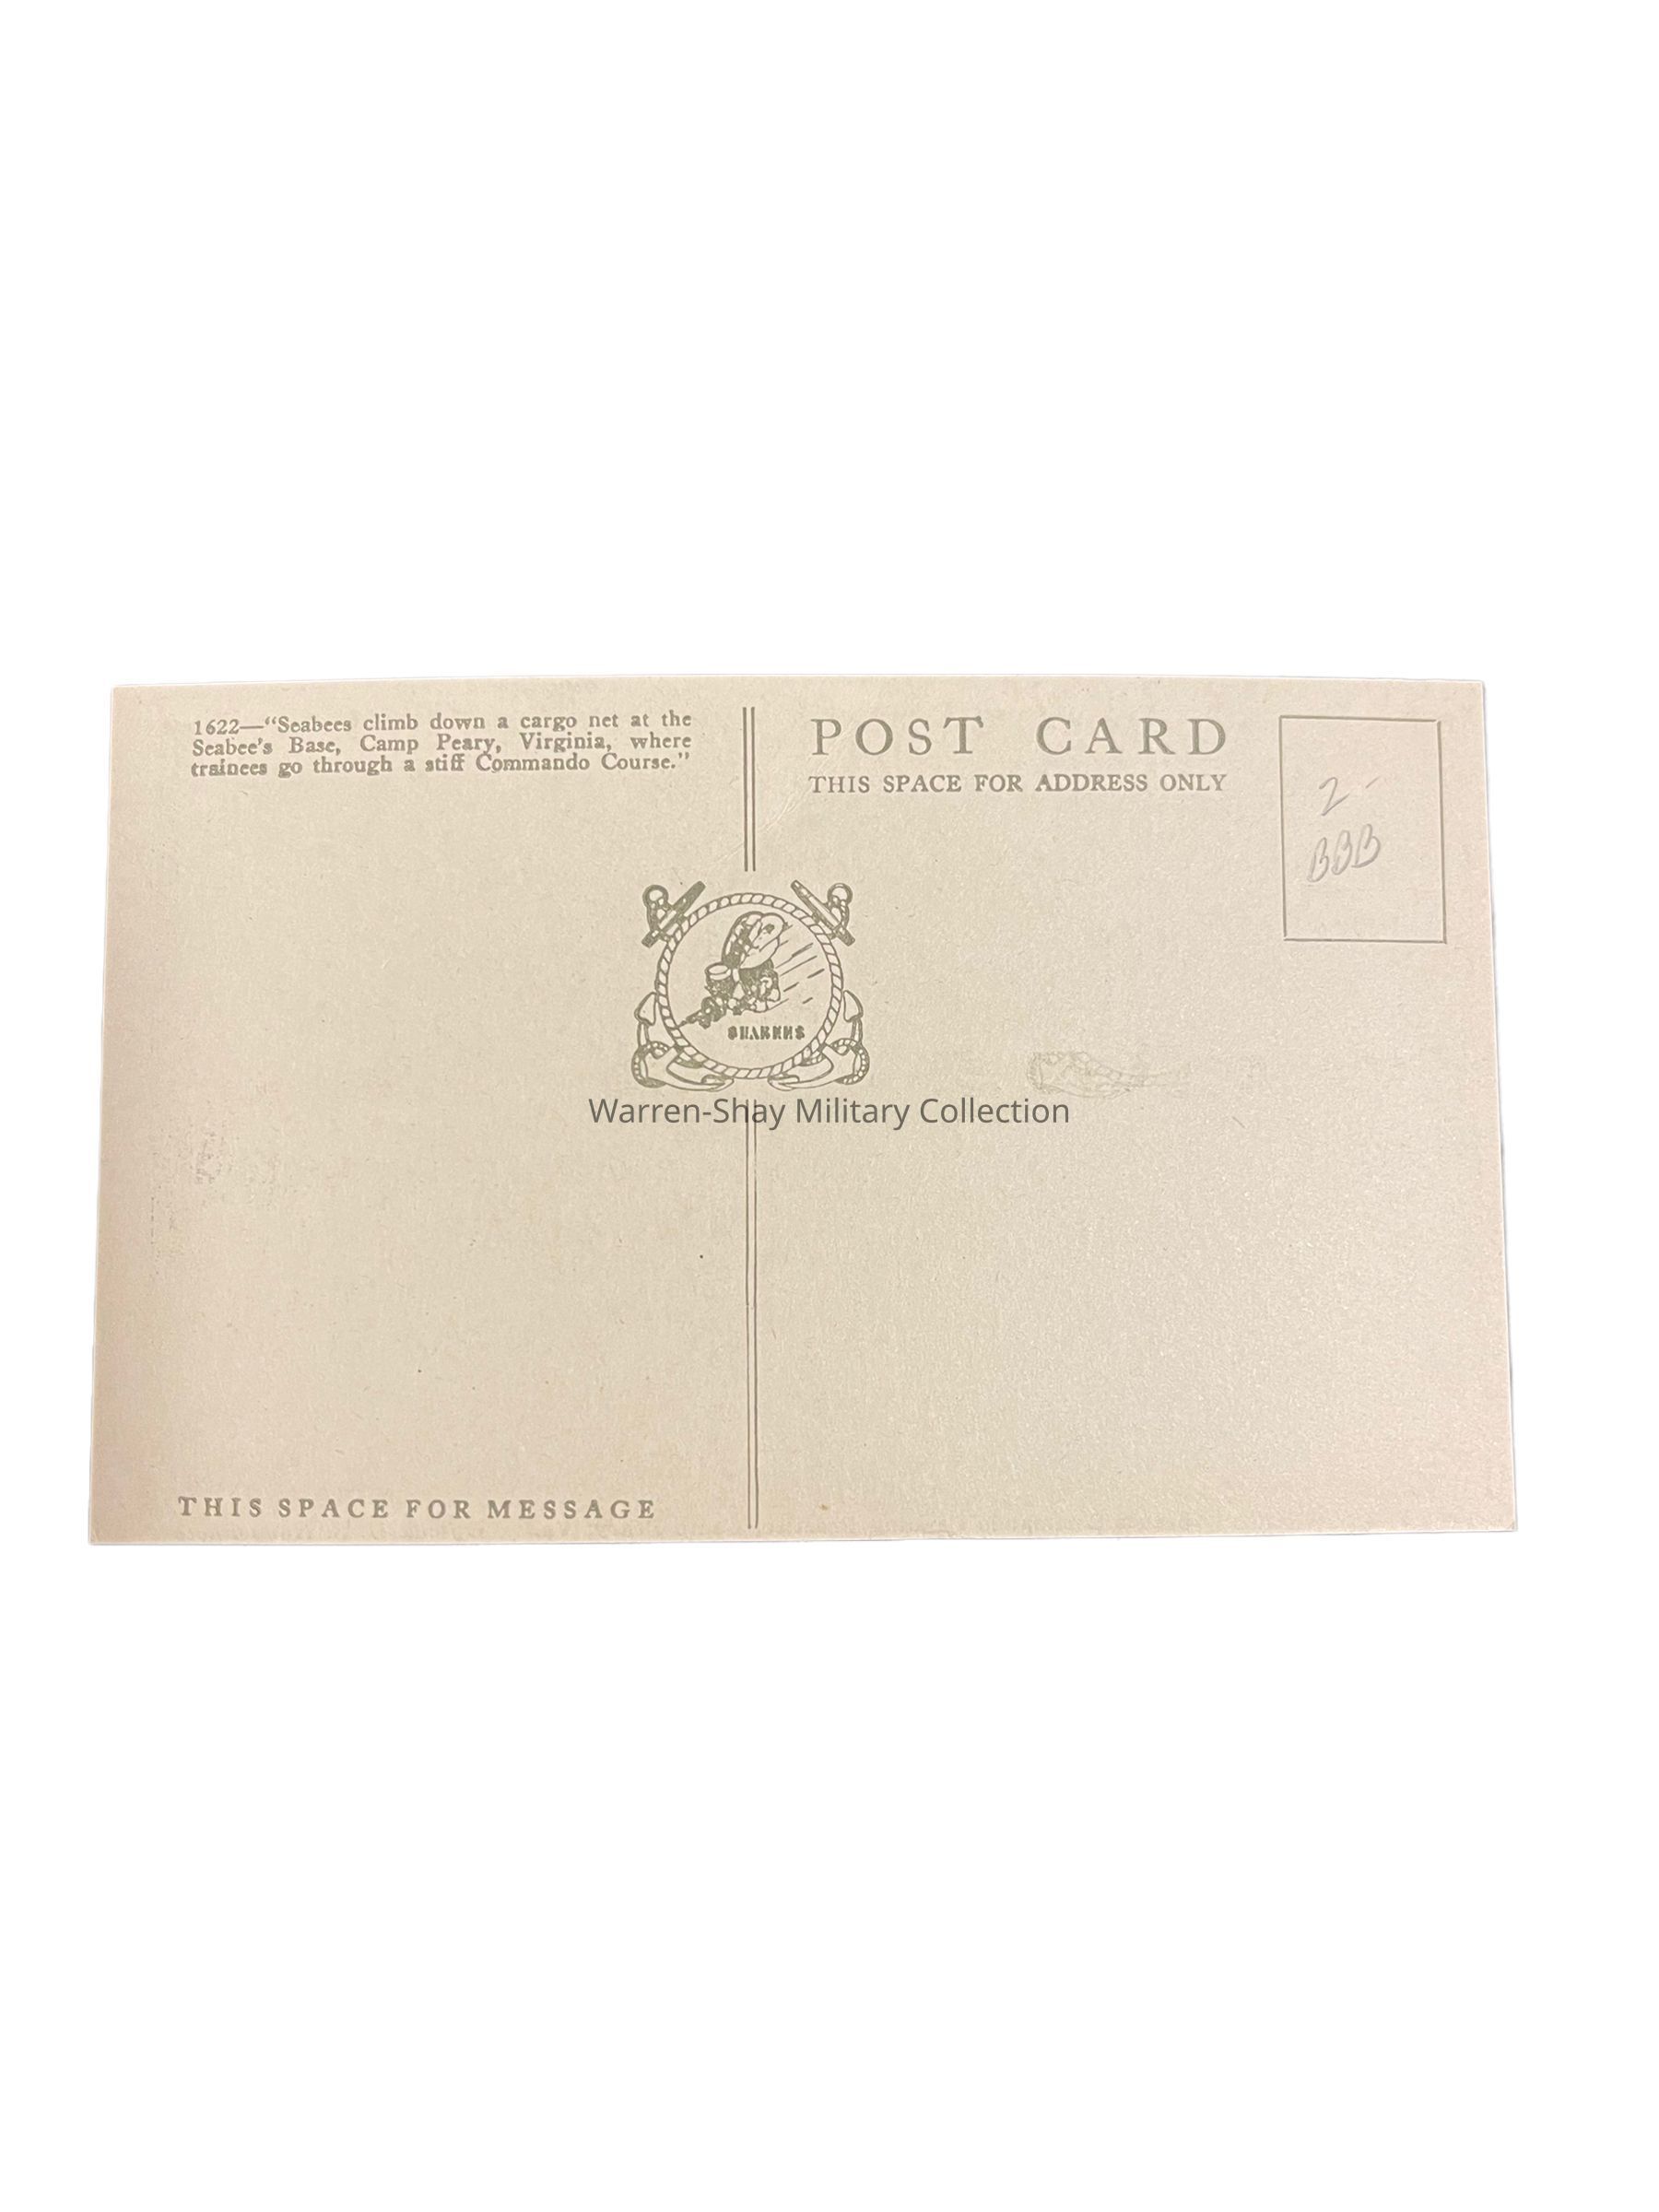 1622—“Seabees climb down a cargo net at the
Seabee's Base, Camp Peary, Virginia, where
trainees go through a stiff Commando Course.”
POST CARD
THIS SPACE FOR ADDRESS ONLY
2-
BBB
SEABEES
Warren-Shay Military Collection
THIS SPACE FOR MESSAGE